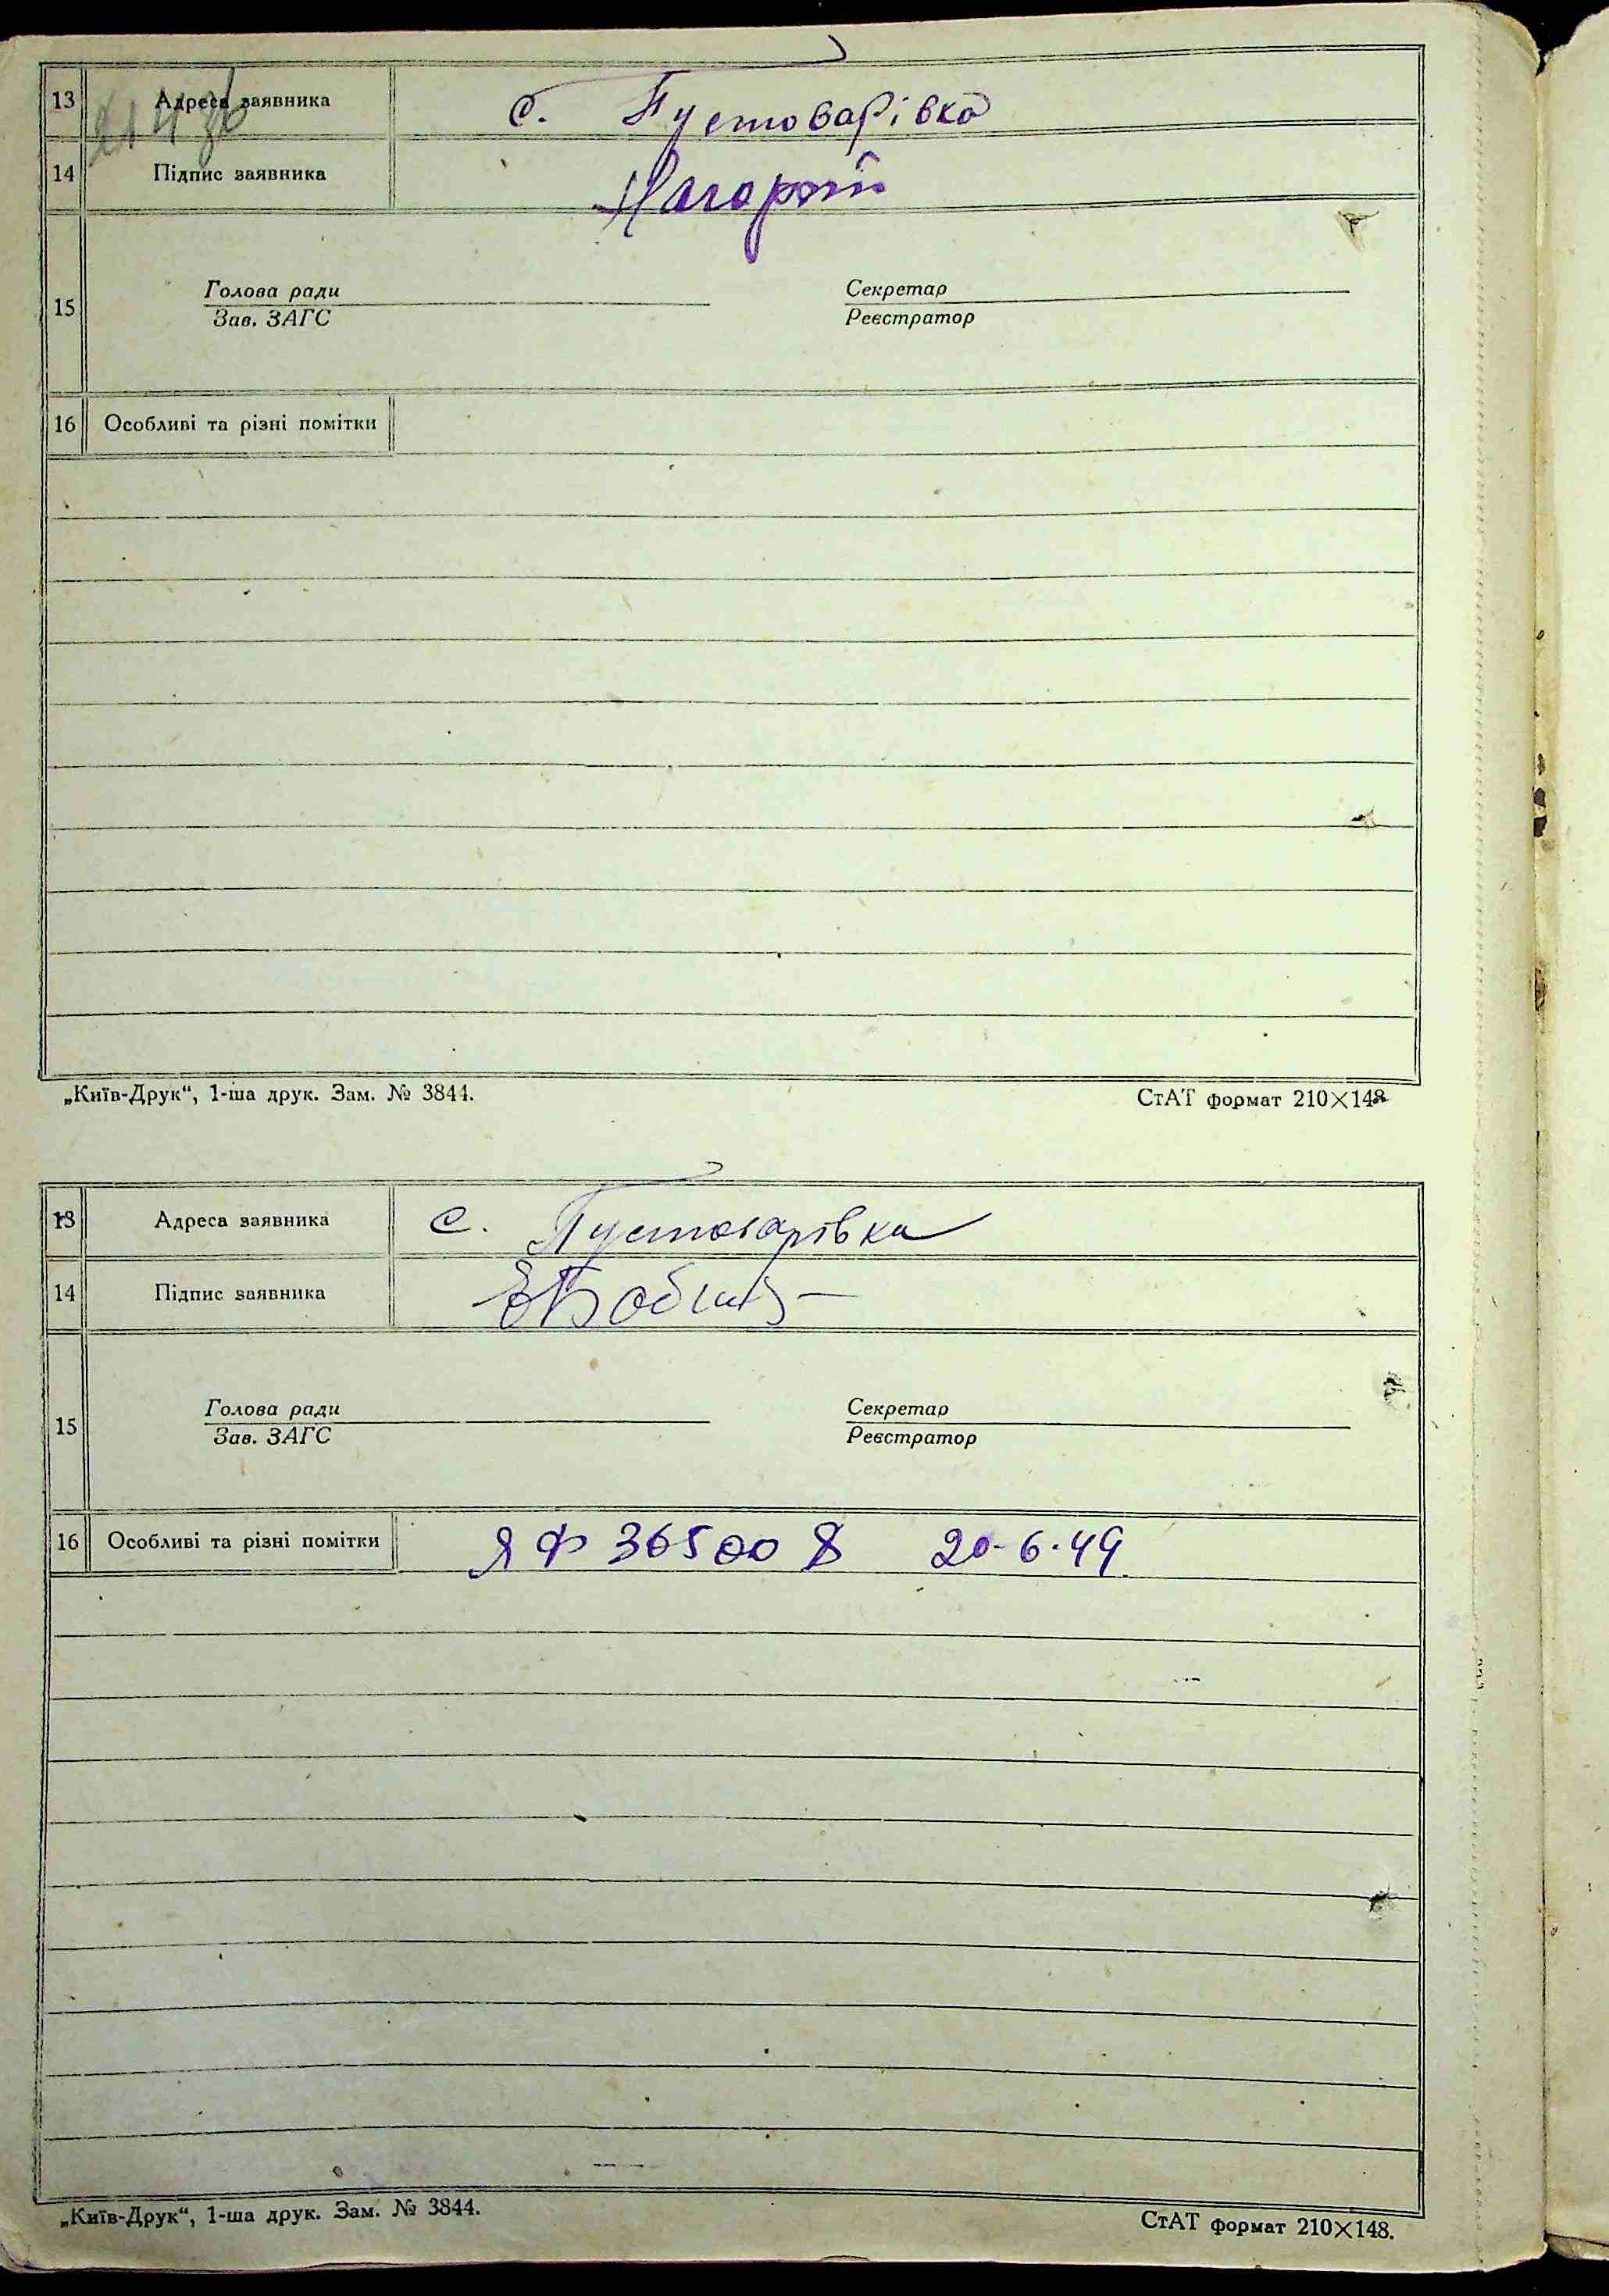 13 Адреса заявника с. Пустоварівка
14 Підпис заявника Нагорний
15 Голова ради Секретар
Зав. ЗАГС Реєстратор
16 Особливі та різні помітки
„Київ-Друк“, 1-ша друк. Зам. № 3844. СтАТ формат 210×148
13 Адреса заявника с. Пустоварівка
14 Підпис заявника
15 Голова ради Секретар
Зав. ЗАГС Реєстратор
16 Особливі та різні помітки ЯФ 36500 20-6-49
„Київ-Друк“, 1-ша друк. Зам. № 3844. СтАТ формат 210×148.